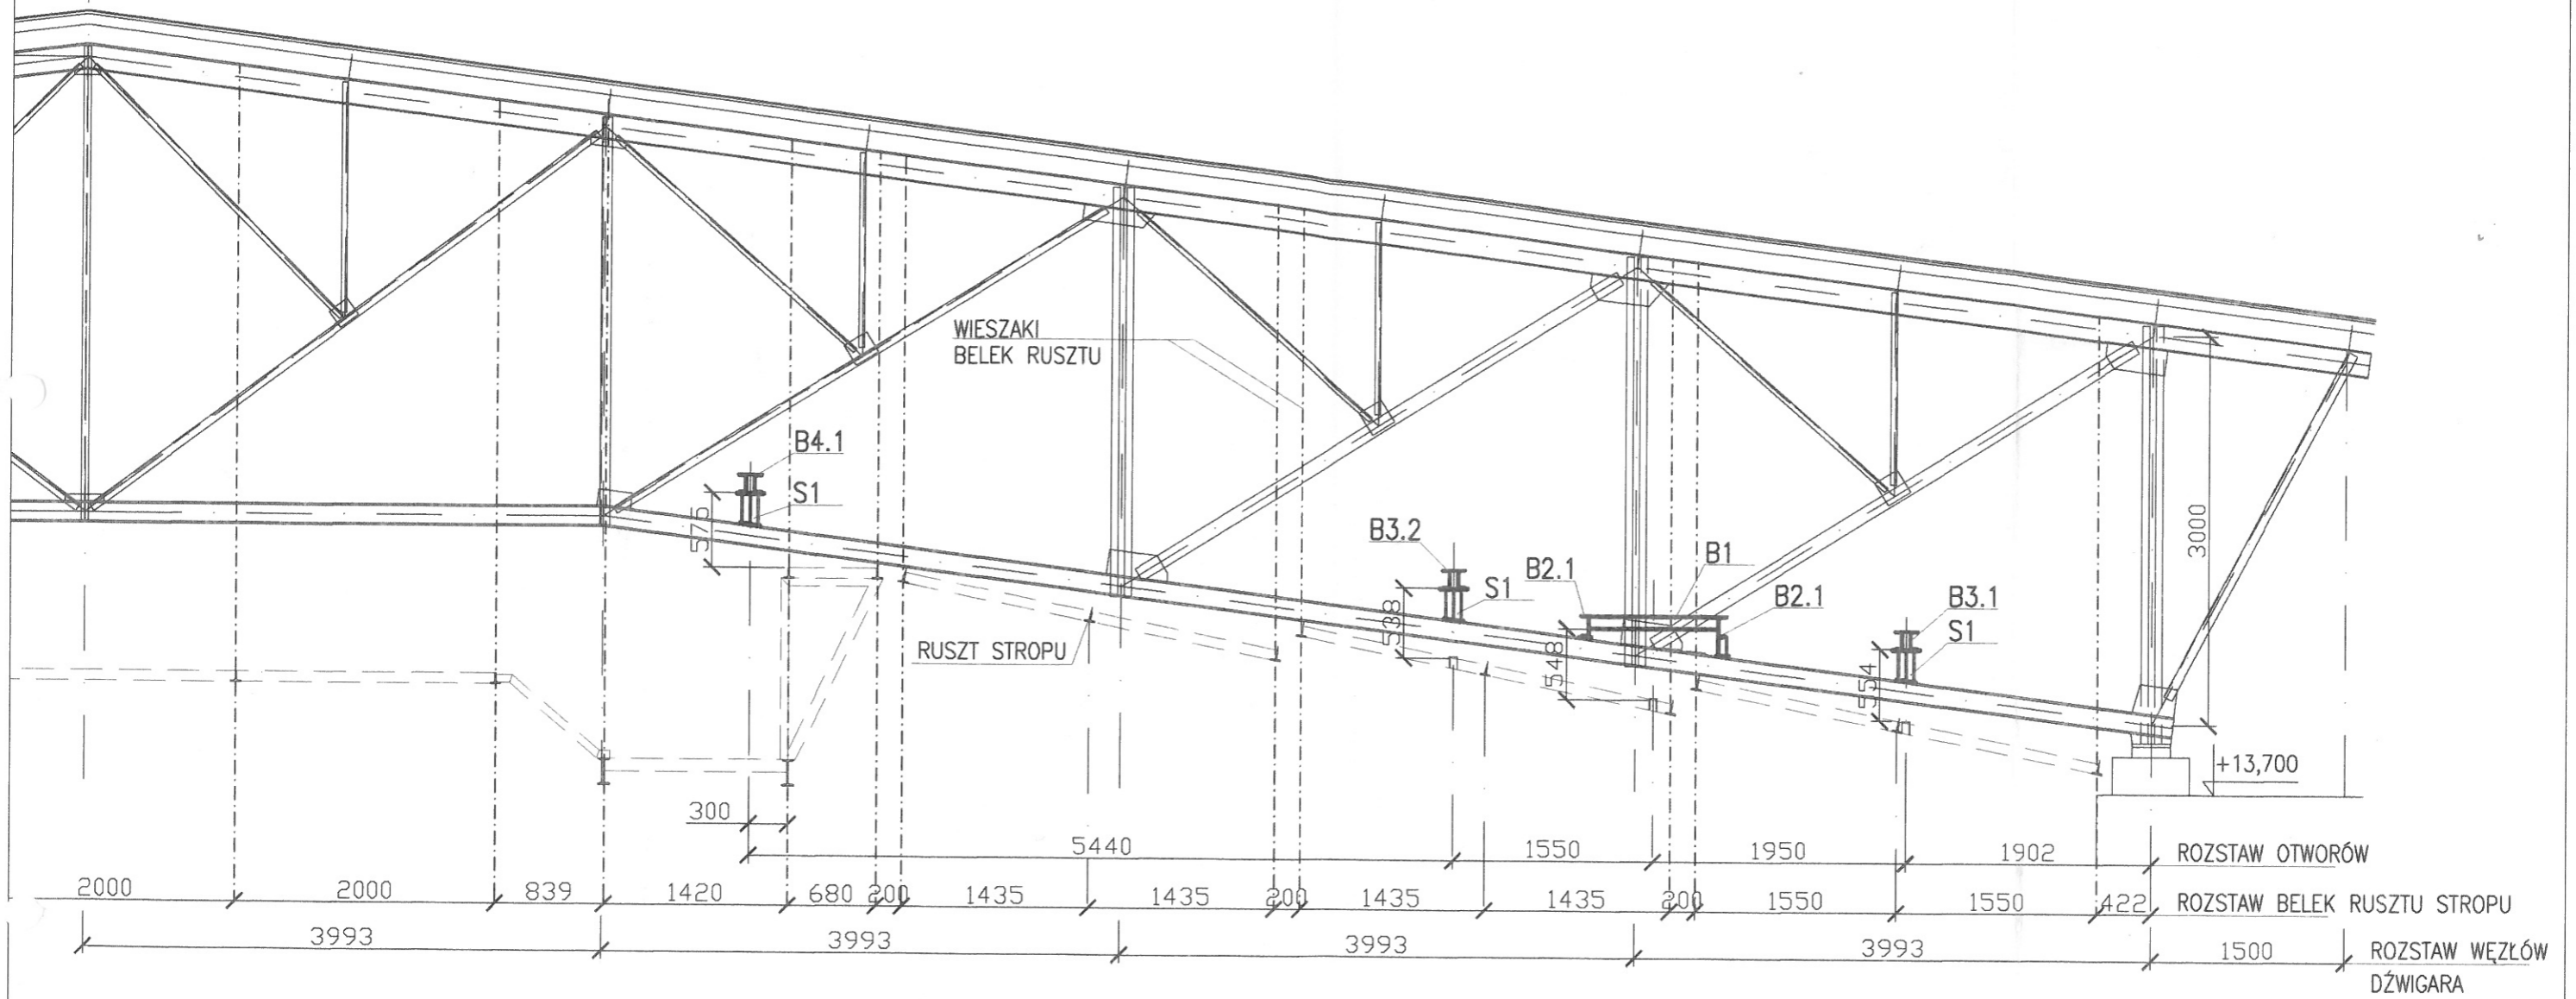 WIESZAKI
BELEK RUSZTU
B4.1
S1
575
B3.2
S1
538
B2.1
B1
B2.1
548
B3.1
S1
554
3000
RUSZT STROPU
+13,700
300
5440
1550
1950
1902
ROZSTAW OTWORÓW
2000
2000
839
1420
680
200
1435
1435
200
1435
1435
200
1550
1550
422
ROZSTAW BELEK RUSZTU STROPU
3993
3993
3993
3993
1500
ROZSTAW WĘZŁÓW
DŹWIGARA